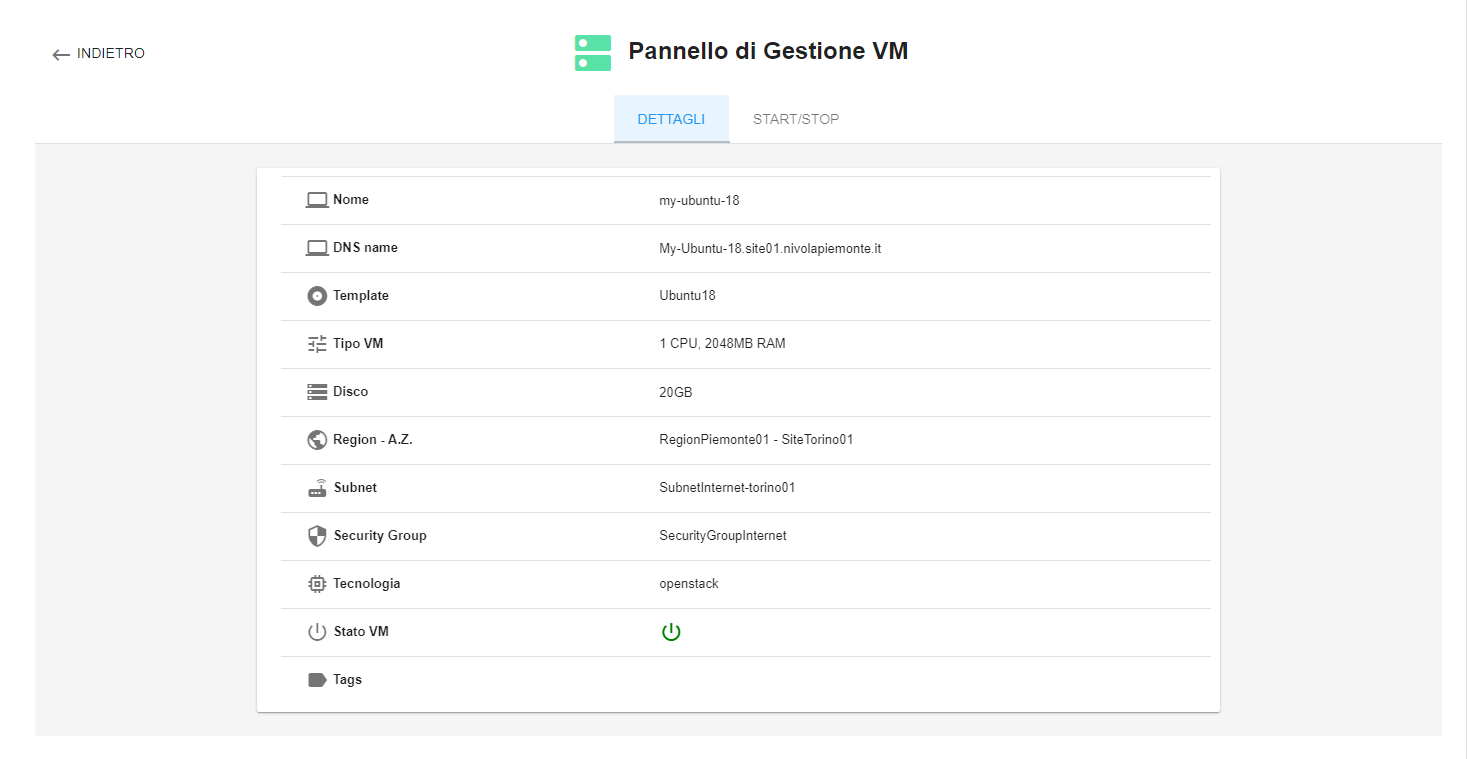 INDIETRO
Pannello di Gestione VM
DETTAGLI START/STOP
Nome my-ubuntu-18
DNS name My-Ubuntu-18.site01.nivolapiemonte.it
Template Ubuntu18
Tipo VM 1 CPU, 2048MB RAM
Disco 20GB
Region - A.Z. RegionPiemonte01 - SiteTorino01
Subnet SubnetInternet-torino01
Security Group SecurityGroupInternet
Tecnologia openstack
Stato VM
Tags